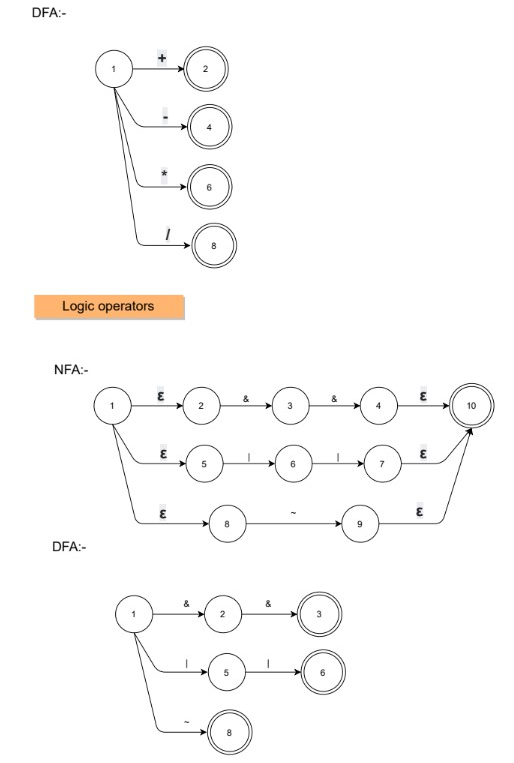 DFA:-
1 + 2
- 4
* 6
/ 8
Logic operators
NFA:-
1 ε 2 & 3 & 4 ε 10
ε 5 | 6 | 7 ε
ε 8 ~ 9 ε
DFA:-
1 & 2 & 3
| 5 | 6
~ 8